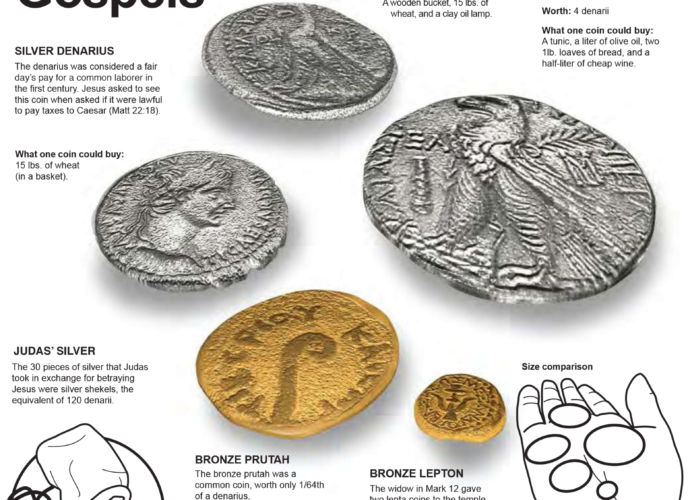 Gospels
A wooden bucket, 15 lbs. of
wheat, and a clay oil lamp.
Worth: 4 denarii
What one coin could buy:
A tunic, a liter of olive oil, two
1lb. loaves of bread, and a
half-liter of cheap wine.
SILVER DENARIUS
The denarius was considered a fair
day's pay for a common laborer in
the first century. Jesus asked to see
this coin when asked if it were lawful
to pay taxes to Caesar (Matt 22:18).
What one coin could buy:
15 lbs. of wheat
(in a basket).
JUDAS' SILVER
The 30 pieces of silver that Judas
took in exchange for betraying
Jesus were silver shekels, the
equivalent of 120 denarii.
Size comparison
BRONZE PRUTAH
The bronze prutah was a
common coin, worth only 1/64th
of a denarius.
BRONZE LEPTON
The widow in Mark 12 gave
two lepta coins to the temple